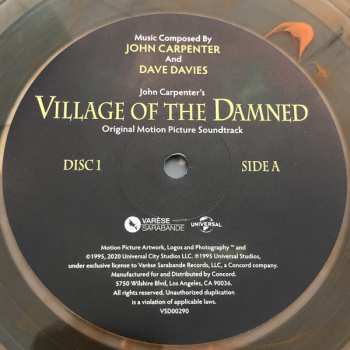 Music Composed By
JOHN CARPENTER
And
DAVE DAVIES
John Carpenter's
VILLAGE OF THE DAMNED
Original Motion Picture Soundtrack
DISC 1 SIDE A
VARÈSE
SARABANDE
UNIVERSAL
Motion Picture Artwork, Logos and Photography ™ and
©1995, 2020 Universal City Studios LLC. ℗1995 Universal Studios,
under exclusive license to Varèse Sarabande Records, LLC, a Concord company.
Manufactured for and Distributed by Concord.
5750 Wilshire Blvd, Los Angeles, CA 90036.
All rights reserved. Unauthorized duplication
is a violation of applicable laws.
VSD00290